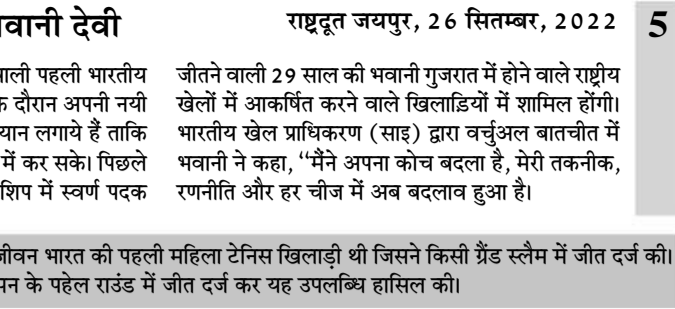 वानी देवी
राष्ट्रदूत जयपुर, 26 सितम्बर, 2022
5
पहली भारतीय
दौरान अपनी नयी
लगाये हैं ताकि
में कर सके। पिछले
में स्वर्ण पदक
जीतने वाली 29 साल की भवानी गुजरात में होने वाले राष्ट्रीय
खेलों में आकर्षित करने वाले खिलाड़ियों में शामिल होंगी।
भारतीय खेल प्राधिकरण (साइ) द्वारा वर्चुअल बातचीत में
भवानी ने कहा, ‘‘मैंने अपना कोच बदला है, मेरी तकनीक,
रणनीति और हर चीज में अब बदलाव हुआ है।
जीवन भारत की पहली महिला टेनिस खिलाड़ी थी जिसने किसी ग्रैंड स्लैम में जीत दर्ज की।
के पहेल राउंड में जीत दर्ज कर यह उपलब्धि हासिल की।